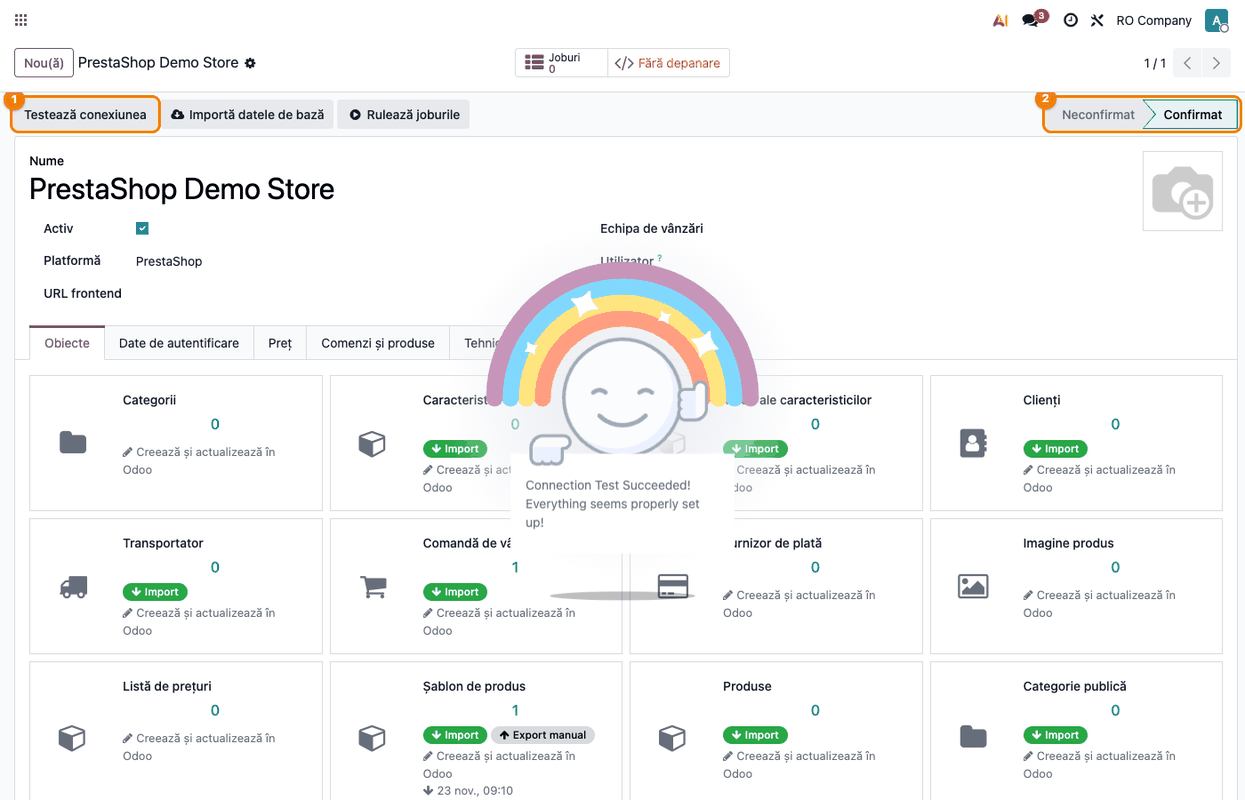 AI
3
RO Company
A
Nou(ă)
PrestaShop Demo Store
Joburi
0
Fără depanare
1 / 1
1
Testează conexiunea
Importă datele de bază
Rulează joburile
2
Neconfirmat
Confirmat
Nume
PrestaShop Demo Store
Activ
Echipa de vânzări
Platformă
PrestaShop
Utilizator ?
URL frontend
Obiecte
Date de autentificare
Preț
Comenzi și produse
Categorii
0
Creează și actualizează în
Odoo
0
Import
Odoo
ale caracteristicilor
0
Import
Creează și actualizează în
Clienți
0
Import
Creează și actualizează în
Odoo
Connection Test Succeeded!
Everything seems properly set
up!
Transportator
0
Import
Creează și actualizează în
Odoo
Comandă de
1
Import
Creează și actualizează în
Odoo
de plată
0
Creează și actualizează în
Odoo
Imagine produs
0
Creează și actualizează în
Odoo
Listă de prețuri
0
Creează și actualizează în
Odoo
Șablon de produs
1
Import
Export manual
Creează și actualizează în
Odoo
23 nov., 09:10
Produse
0
Import
Creează și actualizează în
Odoo
Categorie publică
0
Import
Creează și actualizează în
Odoo